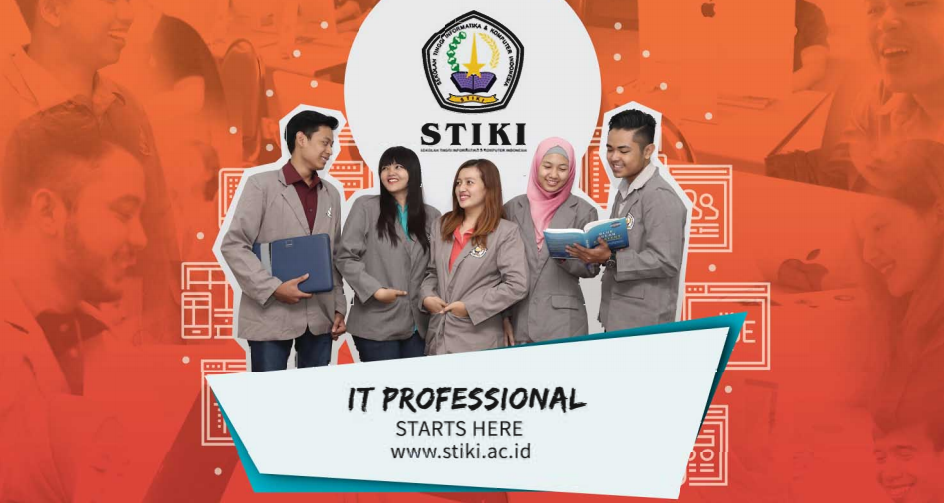 SEKOLAH TINGGI INFORMATIKA & KOMPUTER INDONESIA
STIKI
STIKI
SEKOLAH TINGGI INFORMATIKA & KOMPUTER INDONESIA
IT PROFESSIONAL
STARTS HERE
www.stiki.ac.id